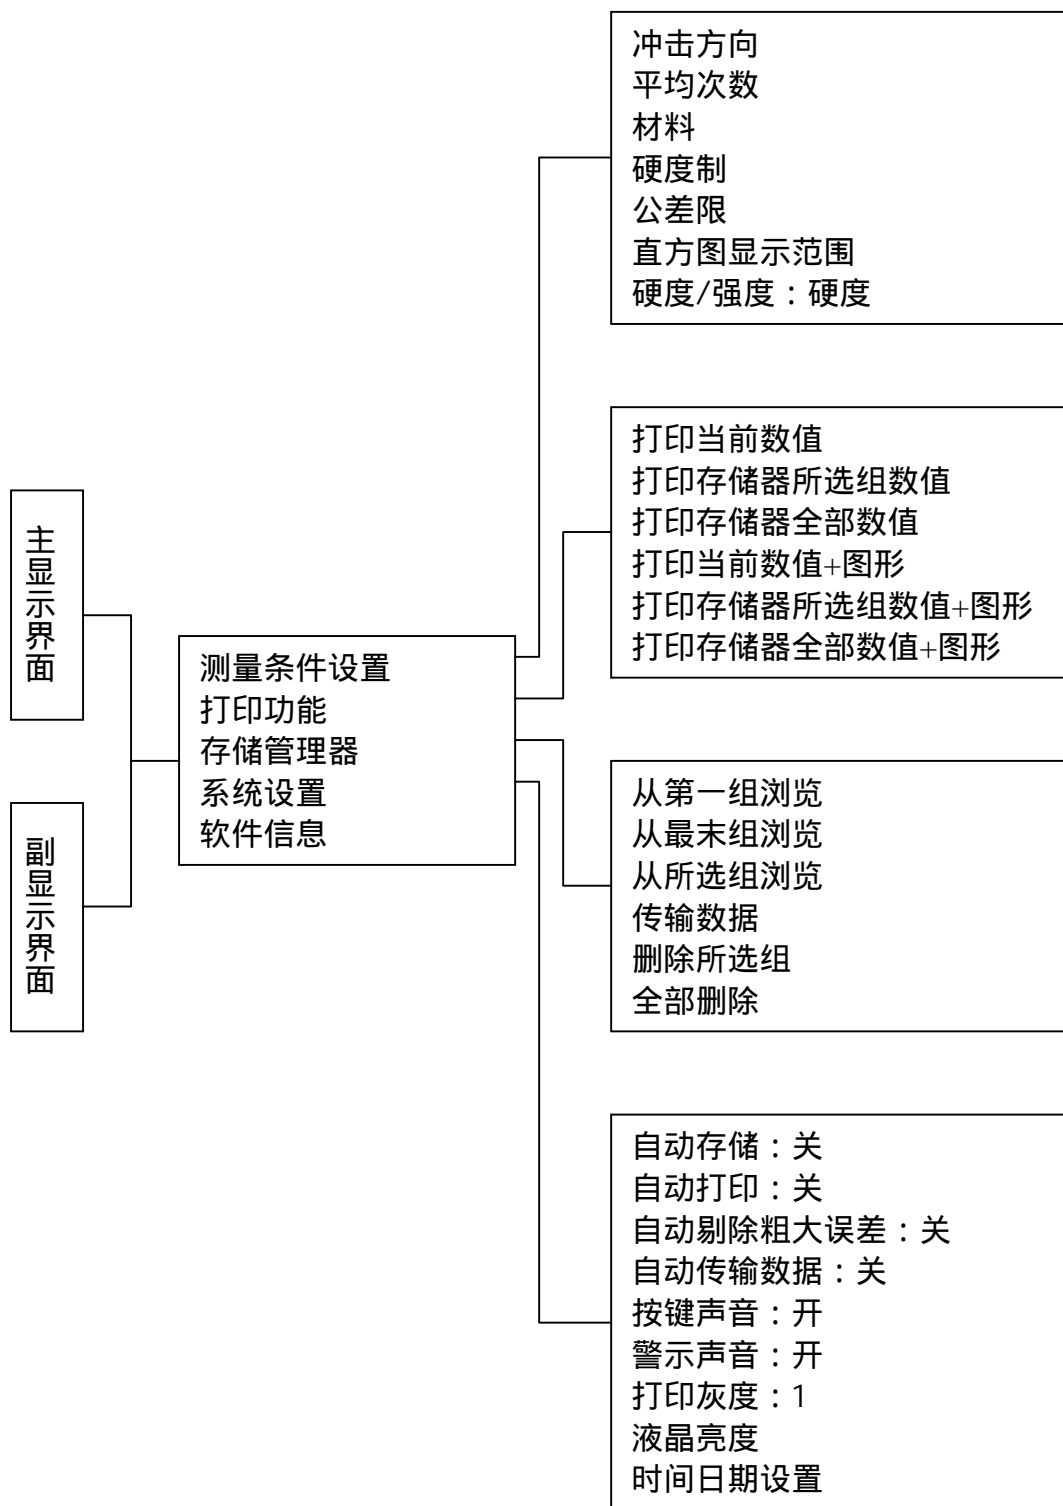 主显示界面
副显示界面
测量条件设置
打印功能
存储管理器
系统设置
软件信息
冲击方向
平均次数
材料
硬度制
公差限
直方图显示范围
硬度/强度：硬度
打印当前数值
打印存储器所选组数值
打印存储器全部数值
打印当前数值+图形
打印存储器所选组数值+图形
打印存储器全部数值+图形
从第一组浏览
从最末组浏览
从所选组浏览
传输数据
删除所选组
全部删除
自动存储：关
自动打印：关
自动剔除粗大误差：关
自动传输数据：关
按键声音：开
警示声音：开
打印灰度：1
液晶亮度
时间日期设置